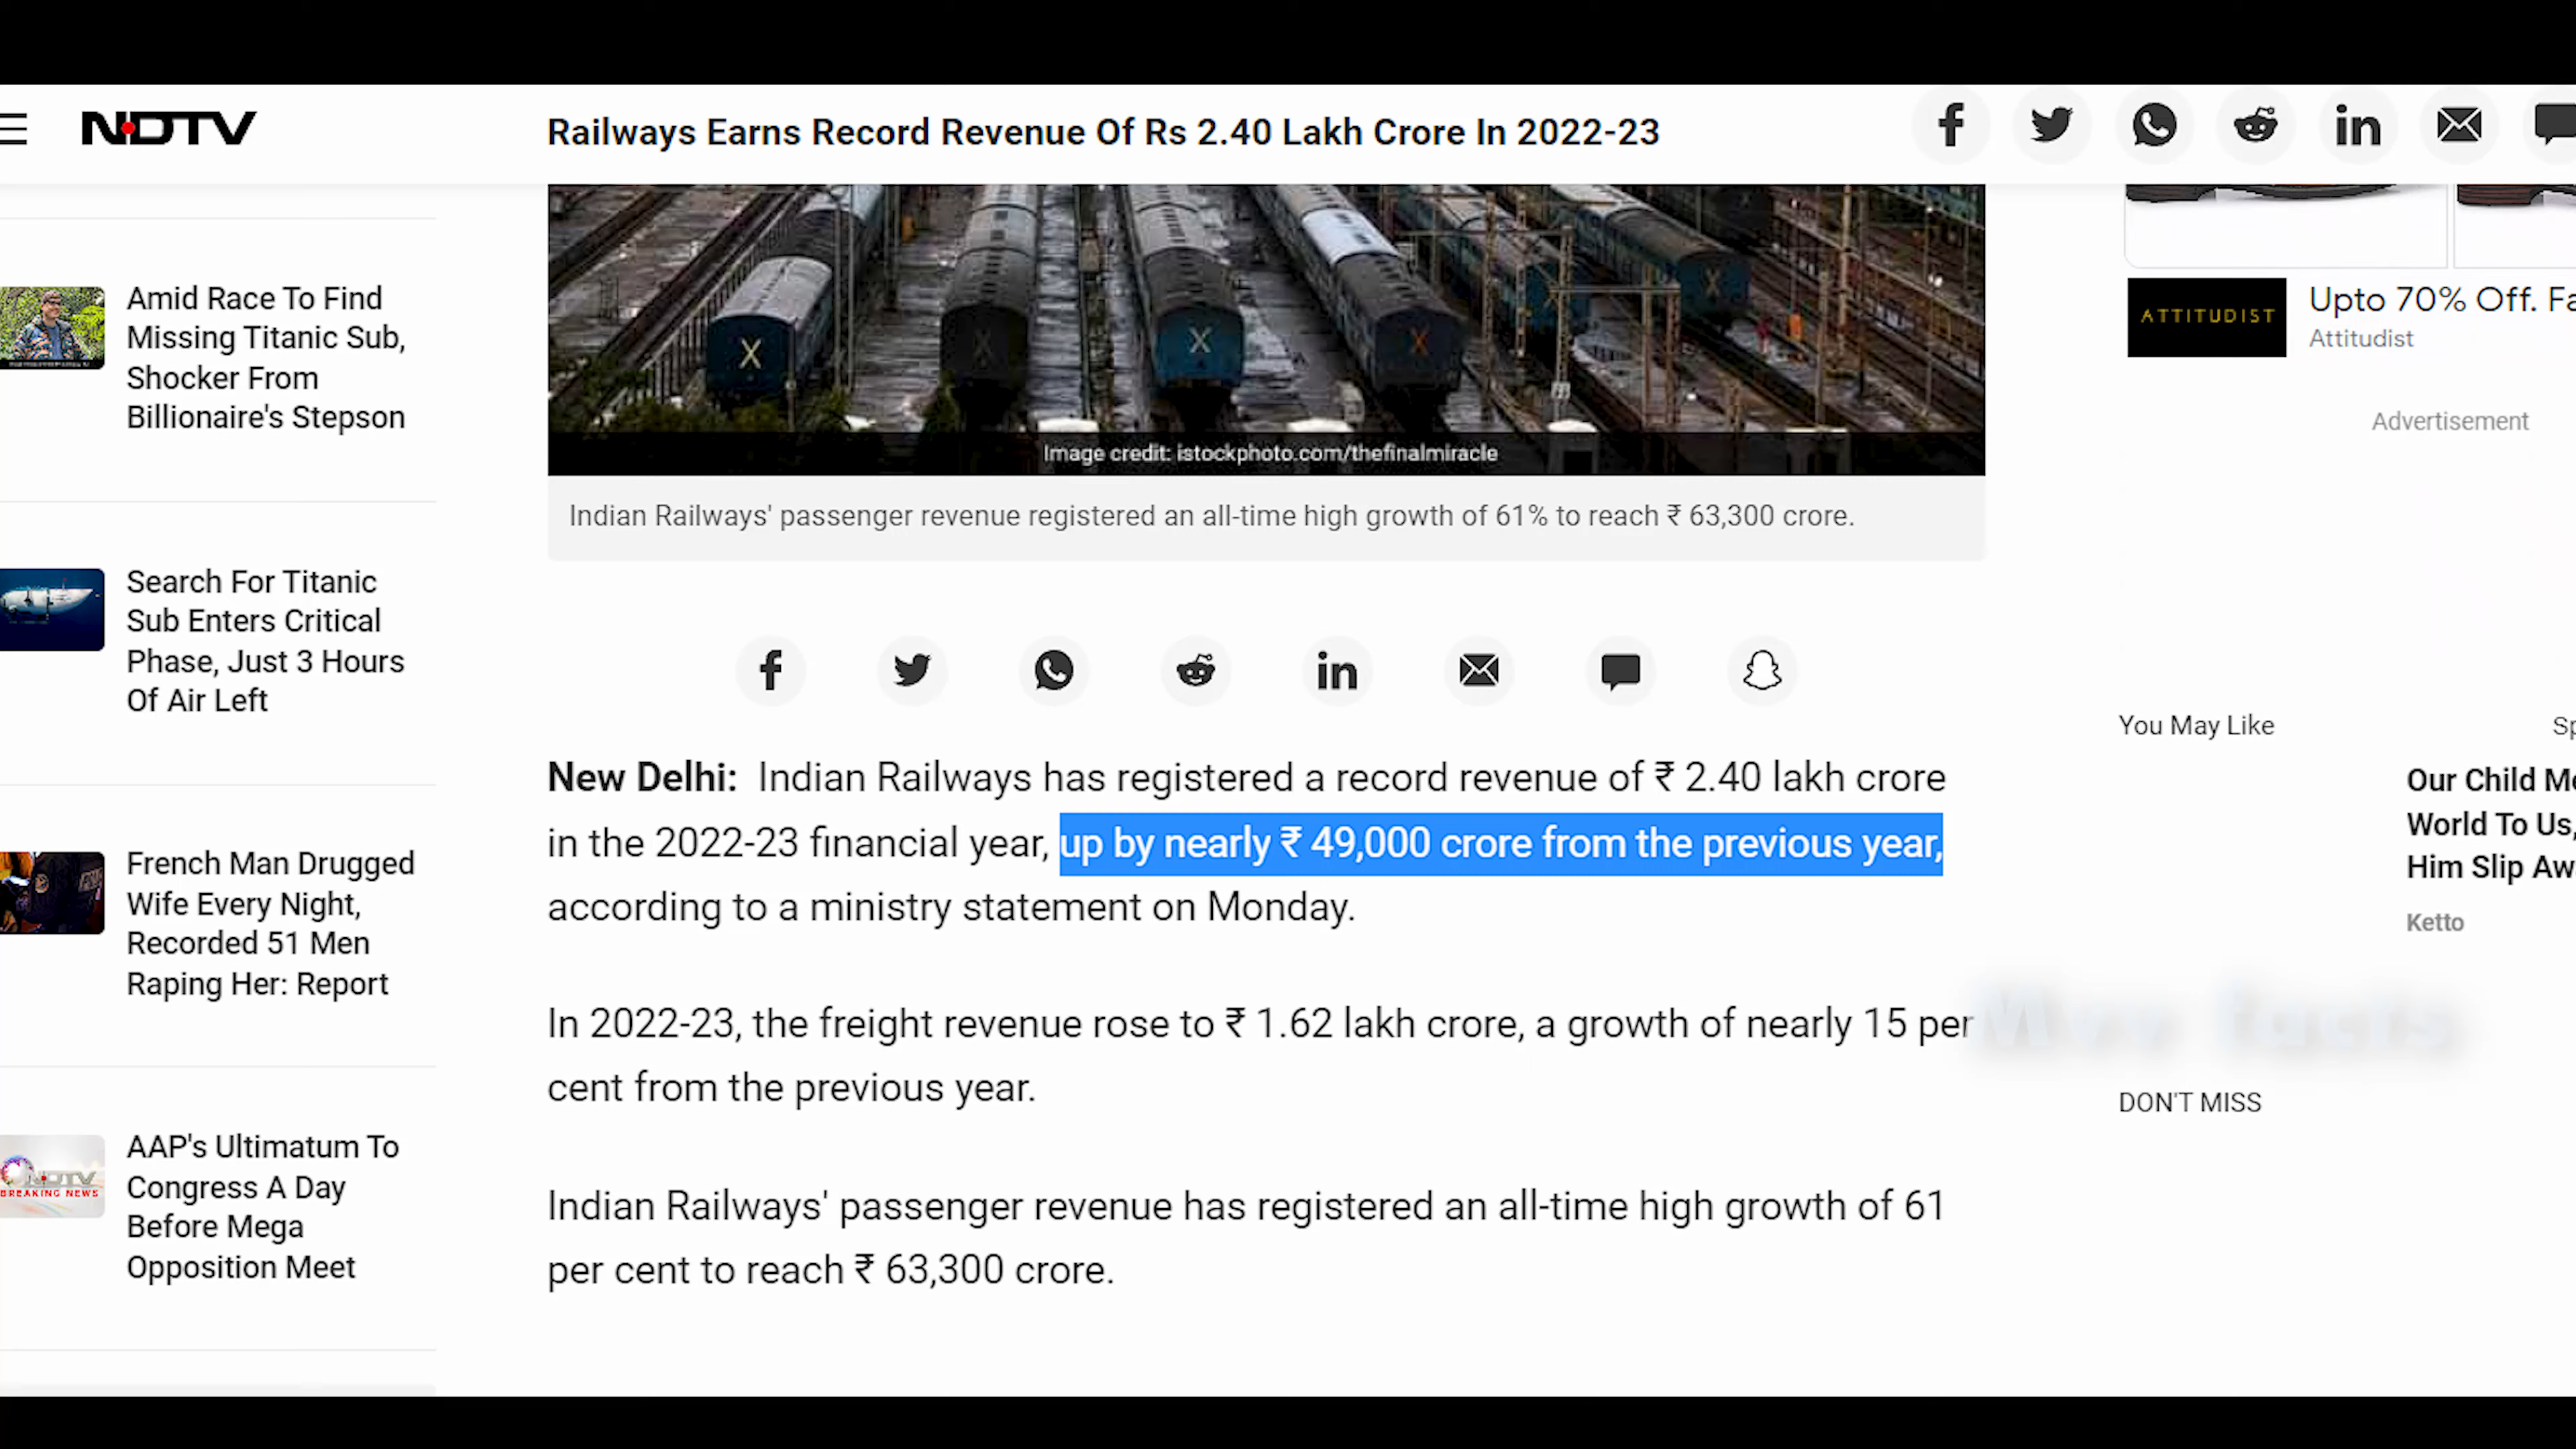 NDTV
Railways Earns Record Revenue Of Rs 2.40 Lakh Crore In 2022-23
Amid Race To Find
Missing Titanic Sub,
Shocker From
Billionaire's Stepson
Search For Titanic
Sub Enters Critical
Phase, Just 3 Hours
Of Air Left
French Man Drugged
Wife Every Night,
Recorded 51 Men
Raping Her: Report
NDTV
BREAKING NEWS
AAP's Ultimatum To
Congress A Day
Before Mega
Opposition Meet
Image credit: istockphoto.com/thefinalmiracle
Indian Railways' passenger revenue registered an all-time high growth of 61% to reach ₹ 63,300 crore.
New Delhi: Indian Railways has registered a record revenue of ₹ 2.40 lakh crore
in the 2022-23 financial year, up by nearly ₹ 49,000 crore from the previous year,
according to a ministry statement on Monday.
In 2022-23, the freight revenue rose to ₹ 1.62 lakh crore, a growth of nearly 15 per
cent from the previous year.
Indian Railways' passenger revenue has registered an all-time high growth of 61
per cent to reach ₹ 63,300 crore.
ATTITUDIST
Upto 70% Off.
Attitudist
Advertisement
You May Like
Our Child
World To Us,
Him Slip
Ketto
DON'T MISS